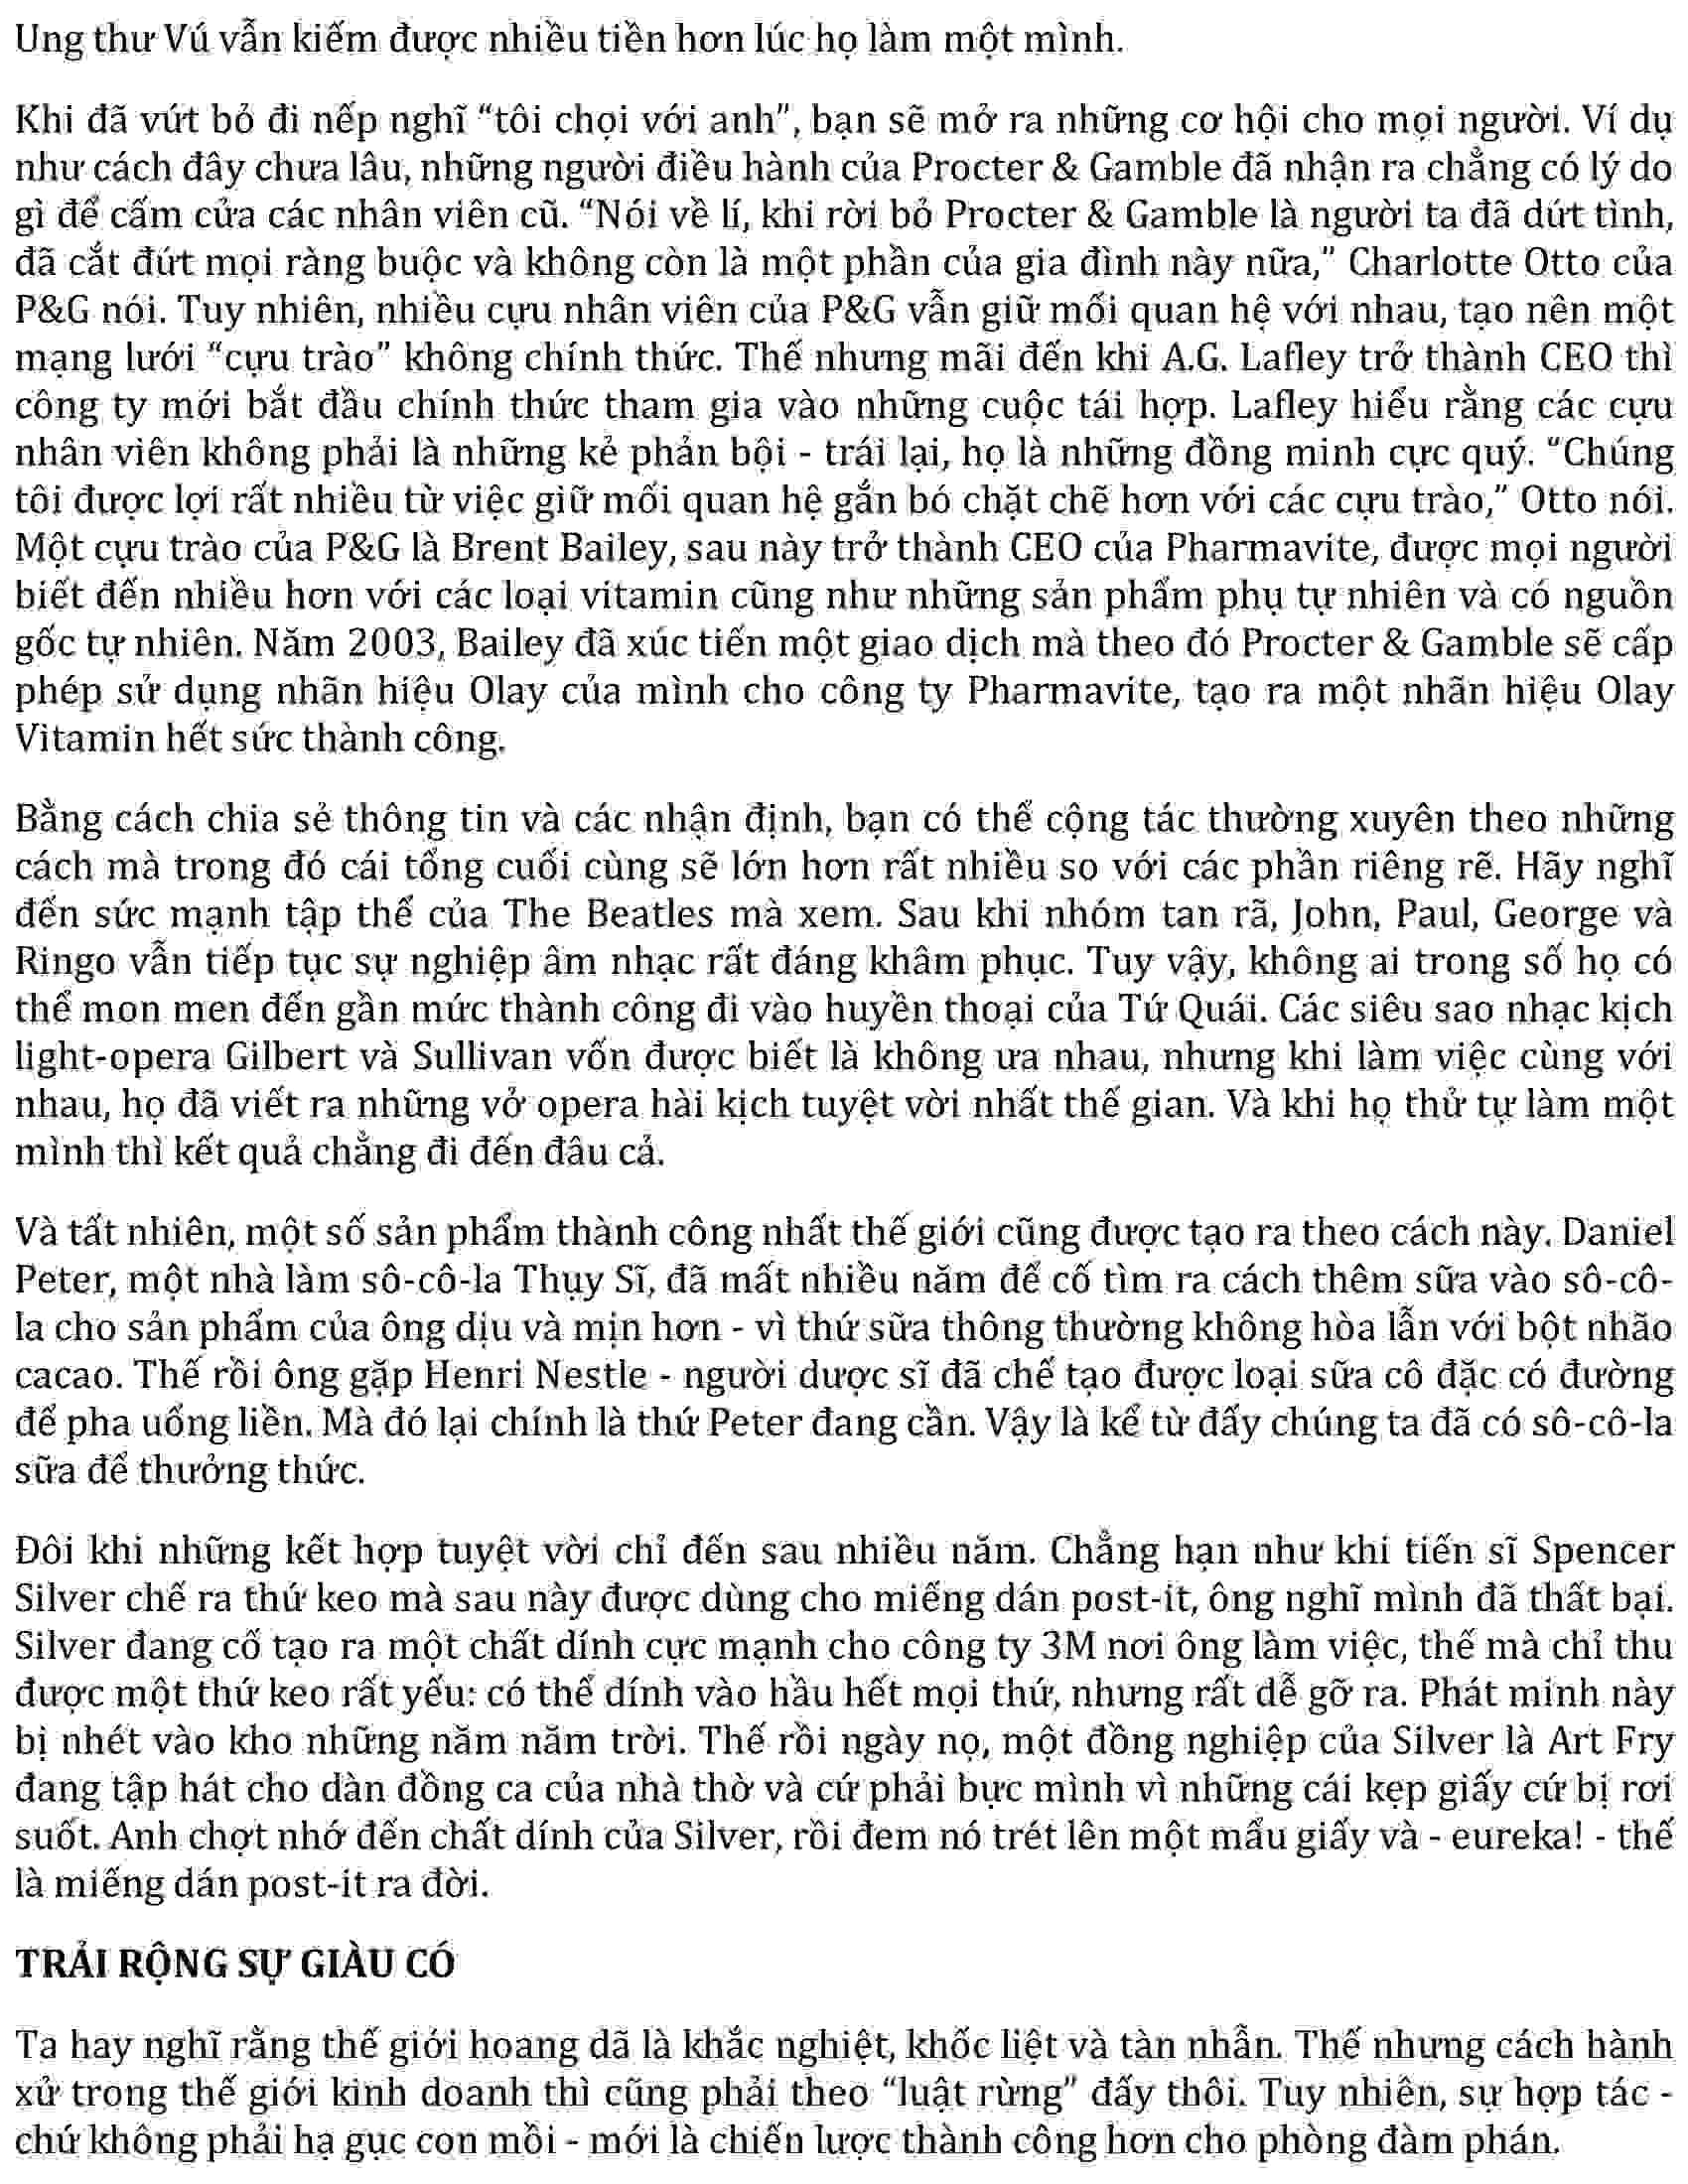 Ung thư Vú vẫn kiếm được nhiều tiền hơn lúc họ làm một mình.
Khi đã vứt bỏ đi nếp nghĩ “tôi chọi với anh”, bạn sẽ mở ra những cơ hội cho mọi người. Ví dụ
như cách đây chưa lâu, những người điều hành của Procter & Gamble đã nhận ra chẳng có lý do
gì để cấm cửa các nhân viên cũ. “Nói về lí, khi rời bỏ Procter & Gamble là người ta đã dứt tình,
đã cắt đứt mọi ràng buộc và không còn là một phần của gia đình này nữa,” Charlotte Otto của
P&G nói. Tuy nhiên, nhiều cựu nhân viên của P&G vẫn giữ mối quan hệ với nhau, tạo nên một
mạng lưới “cựu trào” không chính thức. Thế nhưng mãi đến khi A.G. Lafley trở thành CEO thì
công ty mới bắt đầu chính thức tham gia vào những cuộc tái hợp. Lafley hiểu rằng các cựu
nhân viên không phải là những kẻ phản bội - trái lại, họ là những đồng minh cực quý. “Chúng
tôi được lợi rất nhiều từ việc giữ mối quan hệ gắn bó chặt chẽ hơn với các cựu trào,” Otto nói.
Một cựu trào của P&G là Brent Bailey, sau này trở thành CEO của Pharmavite, được mọi người
biết đến nhiều hơn với các loại vitamin cũng như những sản phẩm phụ tự nhiên và có nguồn
gốc tự nhiên. Năm 2003, Bailey đã xúc tiến một giao dịch mà theo đó Procter & Gamble sẽ cấp
phép sử dụng nhãn hiệu Olay của mình cho công ty Pharmavite, tạo ra một nhãn hiệu Olay
Vitamin hết sức thành công.
Bằng cách chia sẻ thông tin và các nhận định, bạn có thể cộng tác thường xuyên theo những
cách mà trong đó cái tổng cuối cùng sẽ lớn hơn rất nhiều so với các phần riêng rẽ. Hãy nghĩ
đến sức mạnh tập thể của The Beatles mà xem. Sau khi nhóm tan rã, John, Paul, George và
Ringo vẫn tiếp tục sự nghiệp âm nhạc rất đáng khâm phục. Tuy vậy, không ai trong số họ có
thể mon men đến gần mức thành công đi vào huyền thoại của Tứ Quái. Các siêu sao nhạc kịch
light-opera Gilbert và Sullivan vốn được biết là không ưa nhau, nhưng khi làm việc cùng với
nhau, họ đã viết ra những vở opera hài kịch tuyệt vời nhất thế gian. Và khi họ thử tự làm một
mình thì kết quả chẳng đi đến đâu cả.
Và tất nhiên, một số sản phẩm thành công nhất thế giới cũng được tạo ra theo cách này. Daniel
Peter, một nhà làm sô-cô-la Thụy Sĩ, đã mất nhiều năm để cố tìm ra cách thêm sữa vào sô-cô-
la cho sản phẩm của ông dịu và mịn hơn - vì thứ sữa thông thường không hòa lẫn với bột nhão
cacao. Thế rồi ông gặp Henri Nestle - người dược sĩ đã chế tạo được loại sữa cô đặc có đường
để pha uống liền. Mà đó lại chính là thứ Peter đang cần. Vậy là kể từ đấy chúng ta đã có sô-cô-la
sữa để thưởng thức.
Đôi khi những kết hợp tuyệt vời chỉ đến sau nhiều năm. Chẳng hạn như khi tiến sĩ Spencer
Silver chế ra thứ keo mà sau này được dùng cho miếng dán post-it, ông nghĩ mình đã thất bại.
Silver đang cố tạo ra một chất dính cực mạnh cho công ty 3M nơi ông làm việc, thế mà chỉ thu
được một thứ keo rất yếu: có thể dính vào hầu hết mọi thứ, nhưng rất dễ gỡ ra. Phát minh này
bị nhét vào kho những năm năm trời. Thế rồi ngày nọ, một đồng nghiệp của Silver là Art Fry
đang tập hát cho dàn đồng ca của nhà thờ và cứ phải bực mình vì những cái kẹp giấy cứ bị rơi
suốt. Anh chợt nhớ đến chất dính của Silver, rồi đem nó trét lên một mẩu giấy và - eureka! - thế
là miếng dán post-it ra đời.
TRẢI RỘNG SỰ GIÀU CÓ
Ta hay nghĩ rằng thế giới hoang dã là khắc nghiệt, khốc liệt và tàn nhẫn. Thế nhưng cách hành
xử trong thế giới kinh doanh thì cũng phải theo “luật rừng” đấy thôi. Tuy nhiên, sự hợp tác -
chứ không phải hạ gục con mồi - mới là chiến lược thành công hơn cho phòng đàm phán.